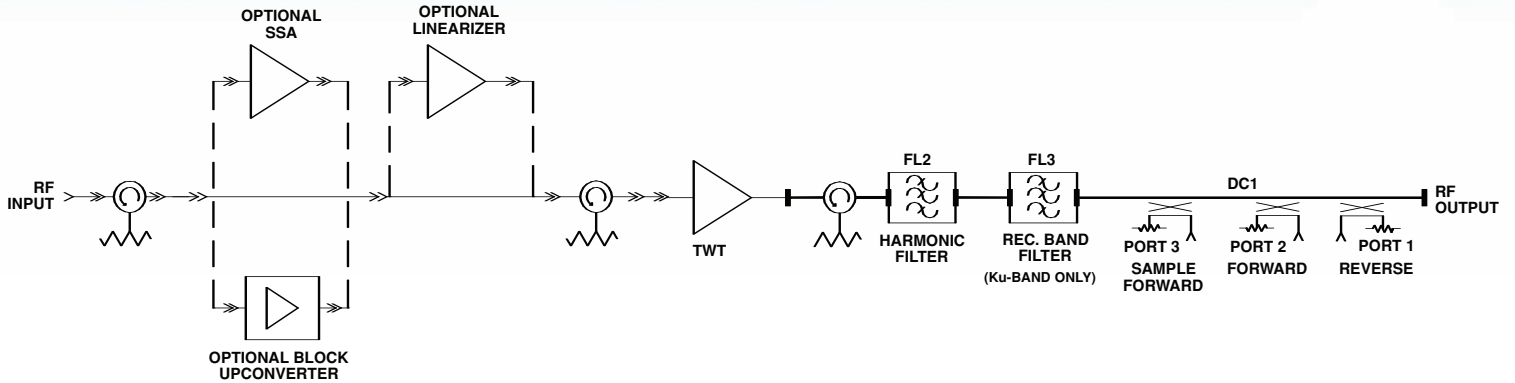 OPTIONAL
SSA
OPTIONAL
LINEARIZER
RF
INPUT
TWT
FL2
HARMONIC
FILTER
FL3
REC. BAND
FILTER
(Ku-BAND ONLY)
DC1
RF
OUTPUT
PORT 3
SAMPLE
FORWARD
PORT 2
FORWARD
PORT 1
REVERSE
OPTIONAL BLOCK
UPCONVERTER